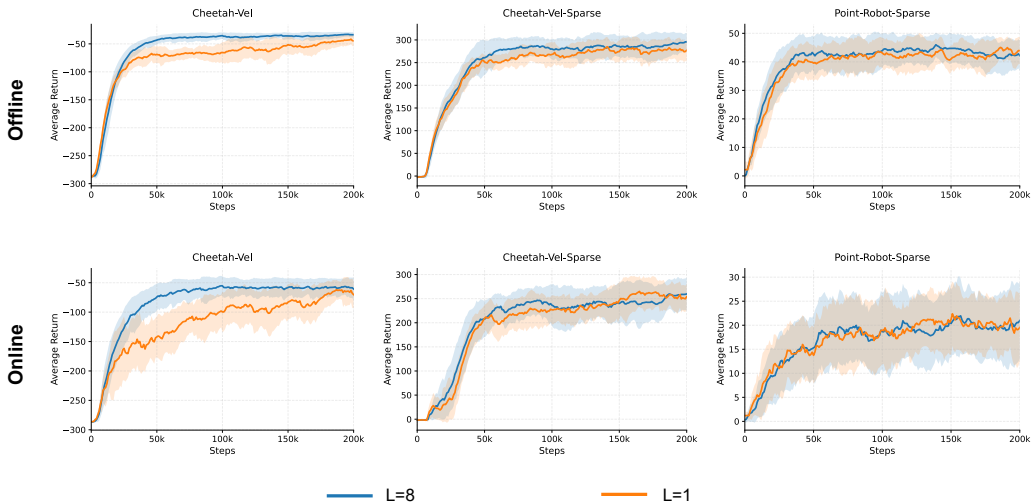 Cheetah-Vel
Cheetah-Vel-Sparse
Point-Robot-Sparse
Offline
Average Return
−50
−100
−150
−200
−250
−300
0
50k
100k
150k
200k
Steps
Average Return
300
250
200
150
100
50
0
0
50k
100k
150k
200k
Steps
Average Return
50
40
30
20
10
0
0
50k
100k
150k
200k
Steps
Cheetah-Vel
Cheetah-Vel-Sparse
Point-Robot-Sparse
Online
Average Return
−50
−100
−150
−200
−250
−300
0
50k
100k
150k
200k
Steps
Average Return
300
250
200
150
100
50
0
0
50k
100k
150k
200k
Steps
Average Return
30
25
20
15
10
5
0
0
50k
100k
150k
200k
Steps
L=8
L=1